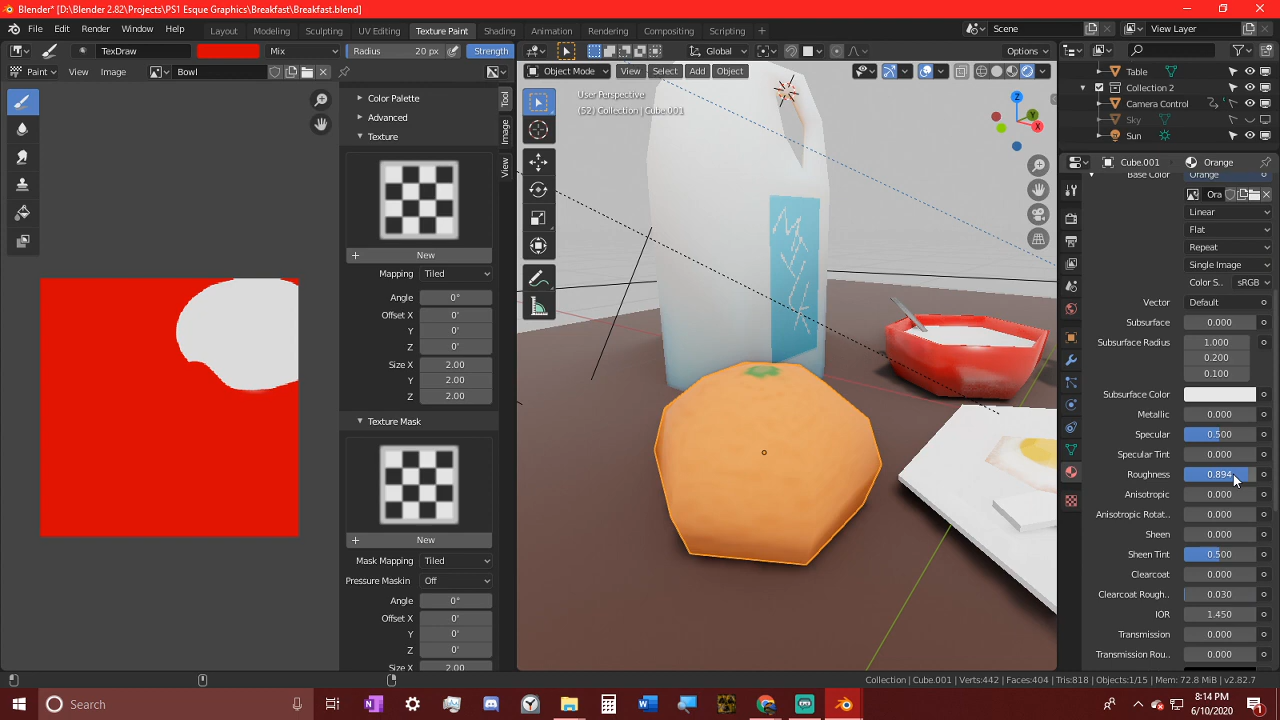 Blender* [D:\Blender 2.82\Projects\PS1 Esque Graphics\Breakfast\Breakfast.blend]
File Edit Render Window Help Layout Modeling Sculpting UV Editing Texture Paint Shading Animation Rendering Compositing Scripting Scene View Layer
TexDraw Mix Radius 20 px Strength Global Options
Paint View Image Bowl Object Mode View Select Add Object
Table
Collection 2
Camera Control
Sky
Sun
Color Palette
Advanced
Texture
New
Mapping Tiled
Angle 0°
Offset X 0°
Y 0°
Z 0°
Size X 2.00
Y 2.00
Z 2.00
Texture Mask
New
Mask Mapping Tiled
Pressure Maskin Off
Angle 0°
Offset X 0°
Y 0°
Z 0°
Size X 2.00
Tool
Image
View
User Perspective
(52) Collection | Cube.001
Z
Y
X
MILK
Cube.001 Orange
Base Color Orange
Ora
Linear
Flat
Repeat
Single Image
Color S.. sRGB
Vector Default
Subsurface 0.000
Subsurface Radius 1.000
0.200
0.100
Subsurface Color
Metallic 0.000
Specular 0.500
Specular Tint 0.000
Roughness 0.894
Anisotropic 0.000
Anisotropic Rotat.. 0.000
Sheen 0.000
Sheen Tint 0.500
Clearcoat 0.000
Clearcoat Rough.. 0.030
IOR 1.450
Transmission 0.000
Transmission Rou.. 0.000
Collection | Cube.001 | Verts:442 | Faces:404 | Tris:818 | Objects:1/15 | Mem: 72.8 MiB | v2.82.7
Search
8:14 PM
6/10/2020